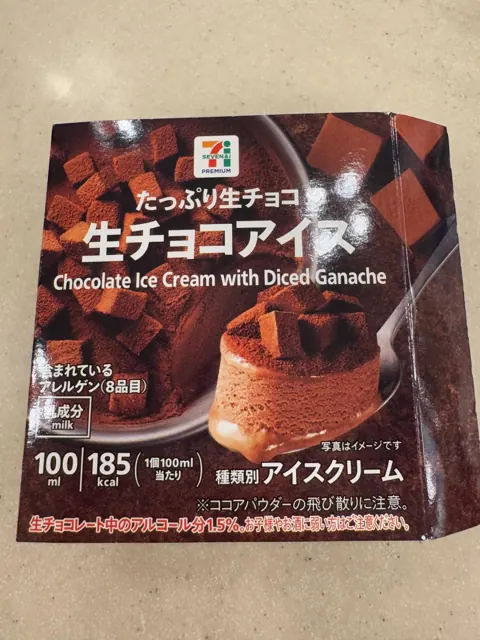 SEVEN&i
PREMIUM
たっぷり生チョコ
生チョコアイス
Chocolate Ice Cream with Diced Ganache
含まれている
アレルゲン(8品目)
乳成分
milk
100 ml
185 kcal
(1個100ml当たり)
写真はイメージです
種類別 アイスクリーム
※ココアパウダーの飛び散りに注意。
生チョコレート中のアルコール分1.5%。お子様やお酒に弱い方はご注意ください。